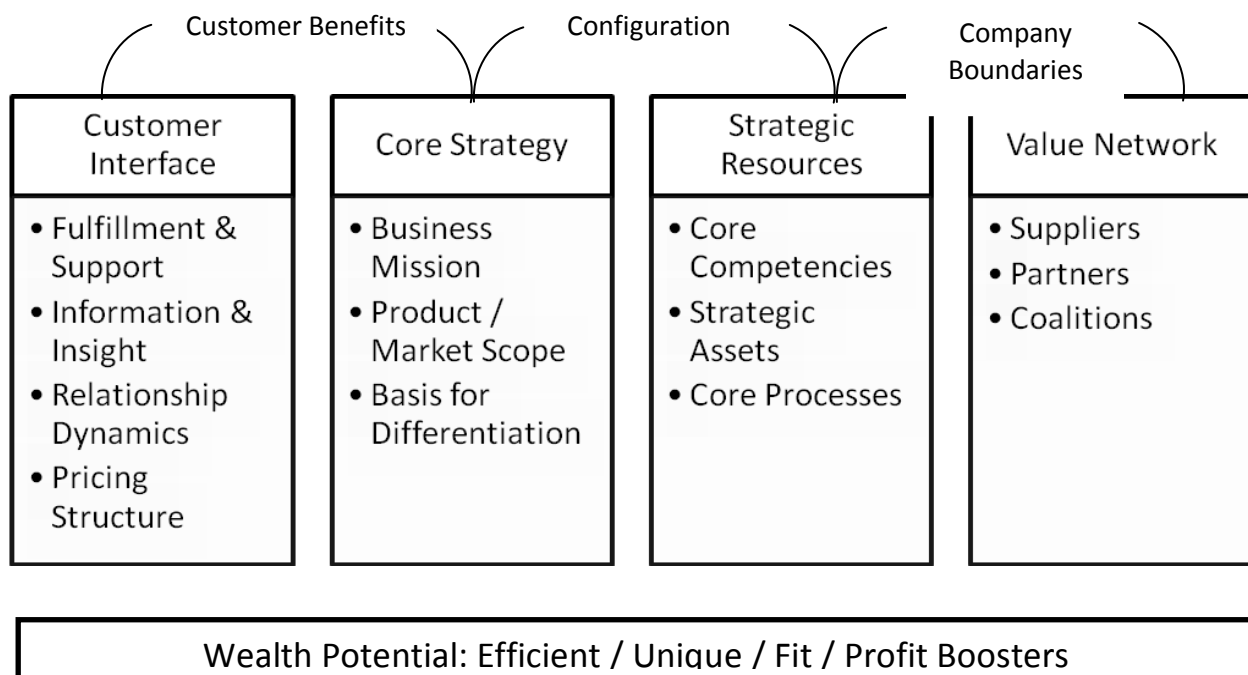 Customer Benefits
Configuration
Company
Boundaries
Customer
Interface
• Fulfillment &
Support
• Information &
Insight
• Relationship
Dynamics
• Pricing
Structure
Core Strategy
• Business
Mission
• Product /
Market Scope
• Basis for
Differentiation
Strategic
Resources
• Core
Competencies
• Strategic
Assets
• Core Processes
Value Network
• Suppliers
• Partners
• Coalitions
Wealth Potential: Efficient / Unique / Fit / Profit Boosters